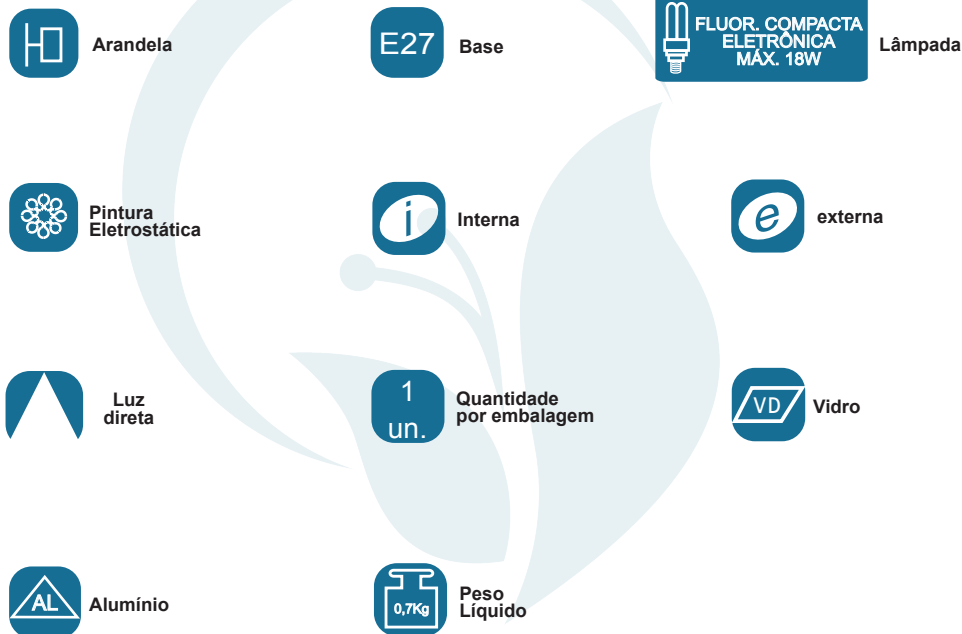 Arandela
E27
Base
FLUOR. COMPACTA
ELETRÔNICA
MÁX. 18W
Lâmpada
Pintura
Eletrostática
i
Interna
e
externa
Luz
direta
1
un.
Quantidade
por embalagem
VD
Vidro
AL
Alumínio
0,7Kg
Peso
Líquido